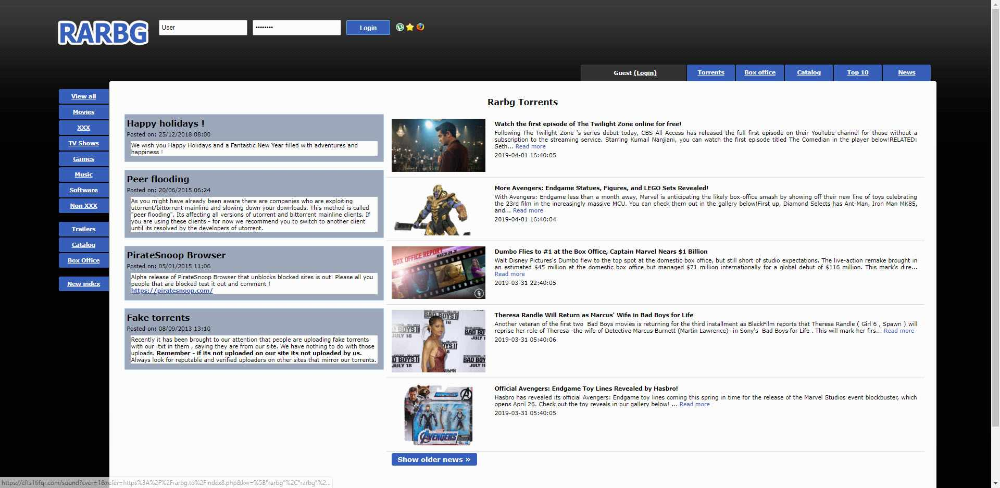 RARBG
User
••••••••
Login
Guest (Login)
Torrents
Box office
Catalog
Top 10
News
View all
Movies
XXX
TV Shows
Games
Music
Software
Non XXX
Trailers
Catalog
Box Office
New index
Rarbg Torrents
Happy holidays !
Posted on: 25/12/2018 08:00
We wish you Happy Holidays and a Fantastic New Year filled with adventures and
happiness !
Peer flooding
Posted on: 20/06/2015 06:24
As you might have already been aware there are companies who are exploiting
utorrent/bittorrent mainline and slowing down your downloads. This method is called
"peer flooding". Its affecting all versions of utorrent and bittorrent mainline clients. If
you are using these clients - for now we recommend you to switch to another client
until its resolved by the developers of utorrent.
PirateSnoop Browser
Posted on: 05/01/2015 11:06
Alpha release of PirateSnoop Browser that unblocks blocked sites is out! Please all you
people that are blocked test it out and comment !
https://piratesnoop.com/
Fake torrents
Posted on: 08/09/2013 13:10
Recently it has been brought to our attention that people are uploading fake torrents
with our .txt in them , saying they are from our site. We have nothing to do with those
uploads. Remember - if its not uploaded on our site its not uploaded by us.
Always look for reputable and verified uploaders on other sites that mirror our torrents.
Watch the first episode of The Twilight Zone online for free!
Following The Twilight Zone 's series debut today, CBS All Access has released the full first episode on their YouTube channel for those without a
subscription to the streaming service. Starring Kumail Nanjiani, you can watch the first episode titled The Comedian in the player below!RELATED:
Seth... Read more
2019-04-01 16:40:05
More Avengers: Endgame Statues, Figures, and LEGO Sets Revealed!
With Avengers: Endgame less than a month away, Marvel is anticipating the likely box-office smash by showing off their new line of toys celebrating
the 23rd film in the increasingly massive MCU. You can check them out in the gallery below!First up, Diamond Selects has Ant-Man, Iron Man MK85,
and... Read more
2019-04-01 16:40:04
BOX OFFICE REPORT
MARCH 29-31
Dumbo Flies to #1 at the Box Office, Captain Marvel Nears $1 Billion
Walt Disney Pictures's Dumbo flew to the top spot at the domestic box office, but still short of studio expectations. The live-action remake brought in
an estimated $45 million at the domestic box office but managed $71 million internationally for a global debut of $116 million. This mark's dire...
Read more
2019-03-31 22:40:05
BAD BOYS II
JULY 18
Theresa Randle Will Return as Marcus' Wife in Bad Boys for Life
Another veteran of the first two  Bad Boys movies is returning for the third installment as BlackFilm reports that Theresa Randle ( Girl 6 , Spawn ) will
reprise her role of Theresa -the wife of Detective Marcus Burnett (Martin Lawrence)- in Sony's  Bad Boys for Life . This will mark her firs... Read more
2019-03-31 05:40:06
AVENGERS
Official Avengers: Endgame Toy Lines Revealed by Hasbro!
Hasbro has revealed its official Avengers: Endgame toy lines coming this spring in time for the release of the Marvel Studios event blockbuster, which
opens April 26. Check out the toy reveals in our gallery below! ... Read more
2019-03-31 05:40:05
Show older news »
https://cfts1tifqr.com/sound?cver=1&refer=https%3A%2F%2Frarbg.to%2Findex8.php&kw=%5B"rarbg"%2C"rarbg"%2...